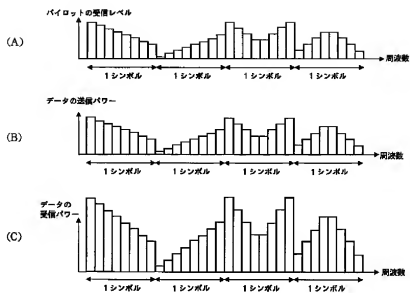 パイロットの受信レベル
(A)
周波数
1シンボル 1シンボル 1シンボル 1シンボル
データの送信パワー
(B)
周波数
1シンボル 1シンボル 1シンボル 1シンボル
データの
受信パワー
(C)
周波数
1シンボル 1シンボル 1シンボル 1シンボル